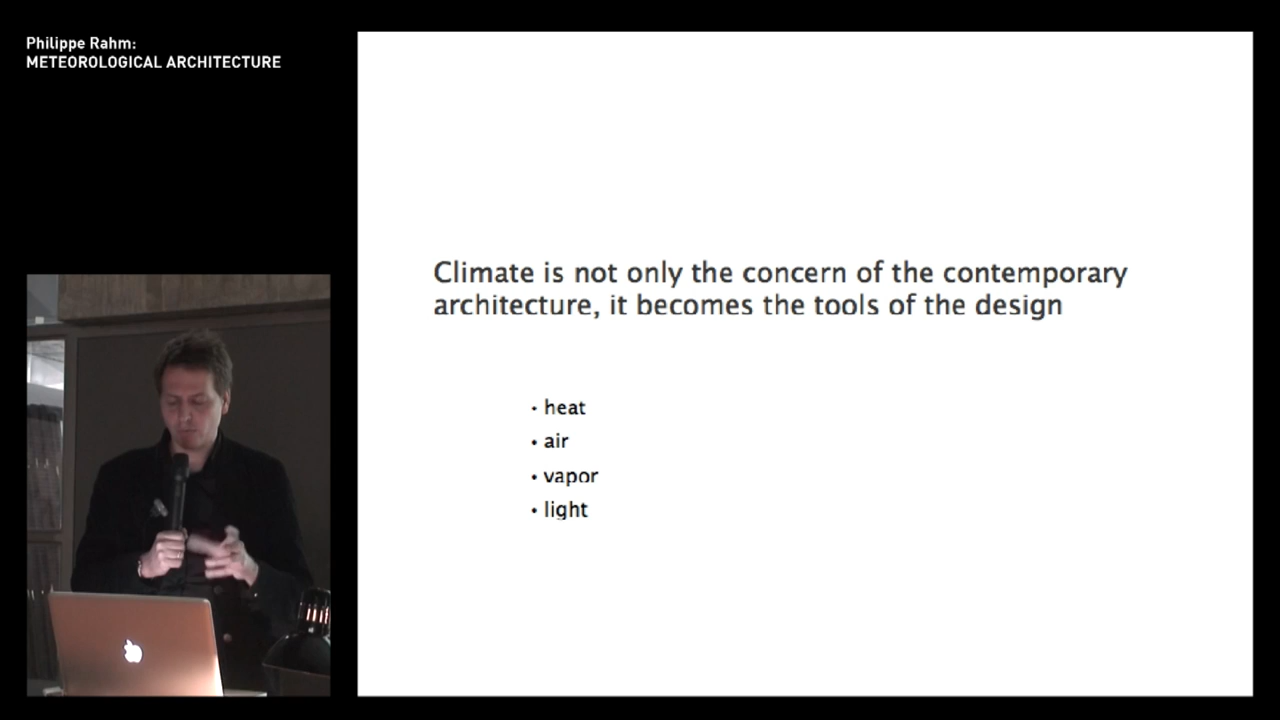 Philippe Rahm:
METEOROLOGICAL ARCHITECTURE
Climate is not only the concern of the contemporary
architecture, it becomes the tools of the design
• heat
• air
• vapor
• light